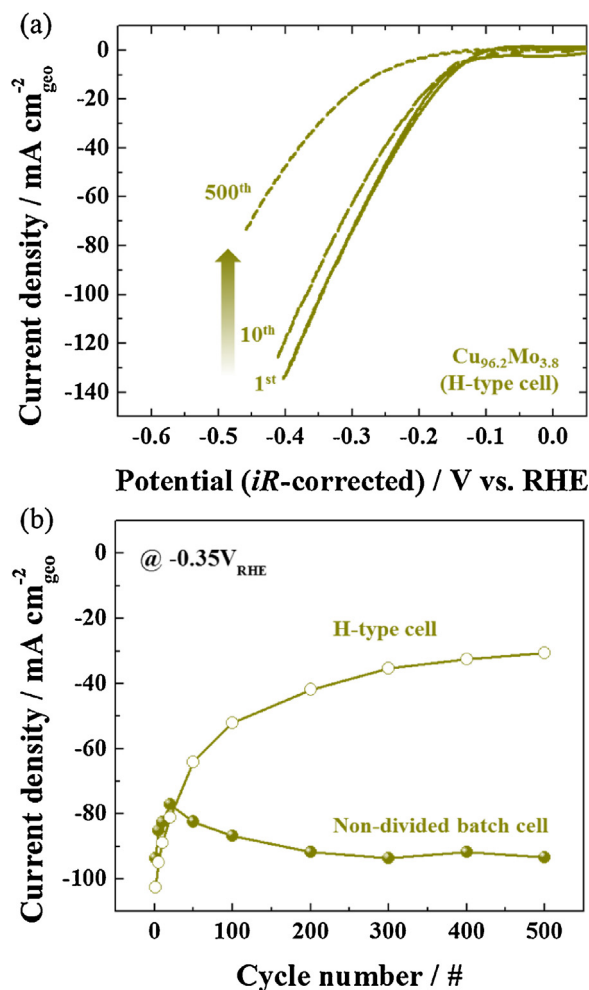 (a)
0
-20
-40
-60
-80
-100
-120
-140
Current density / mA cm⁻²geo
500th
10th
1st
Cu96.2Mo3.8
(H-type cell)
-0.6 -0.5 -0.4 -0.3 -0.2 -0.1 0.0
Potential (iR-corrected) / V vs. RHE
(b)
0
-20
-40
-60
-80
-100
Current density / mA cm⁻²geo
@ -0.35VRHE
H-type cell
Non-divided batch cell
0 100 200 300 400 500
Cycle number / #